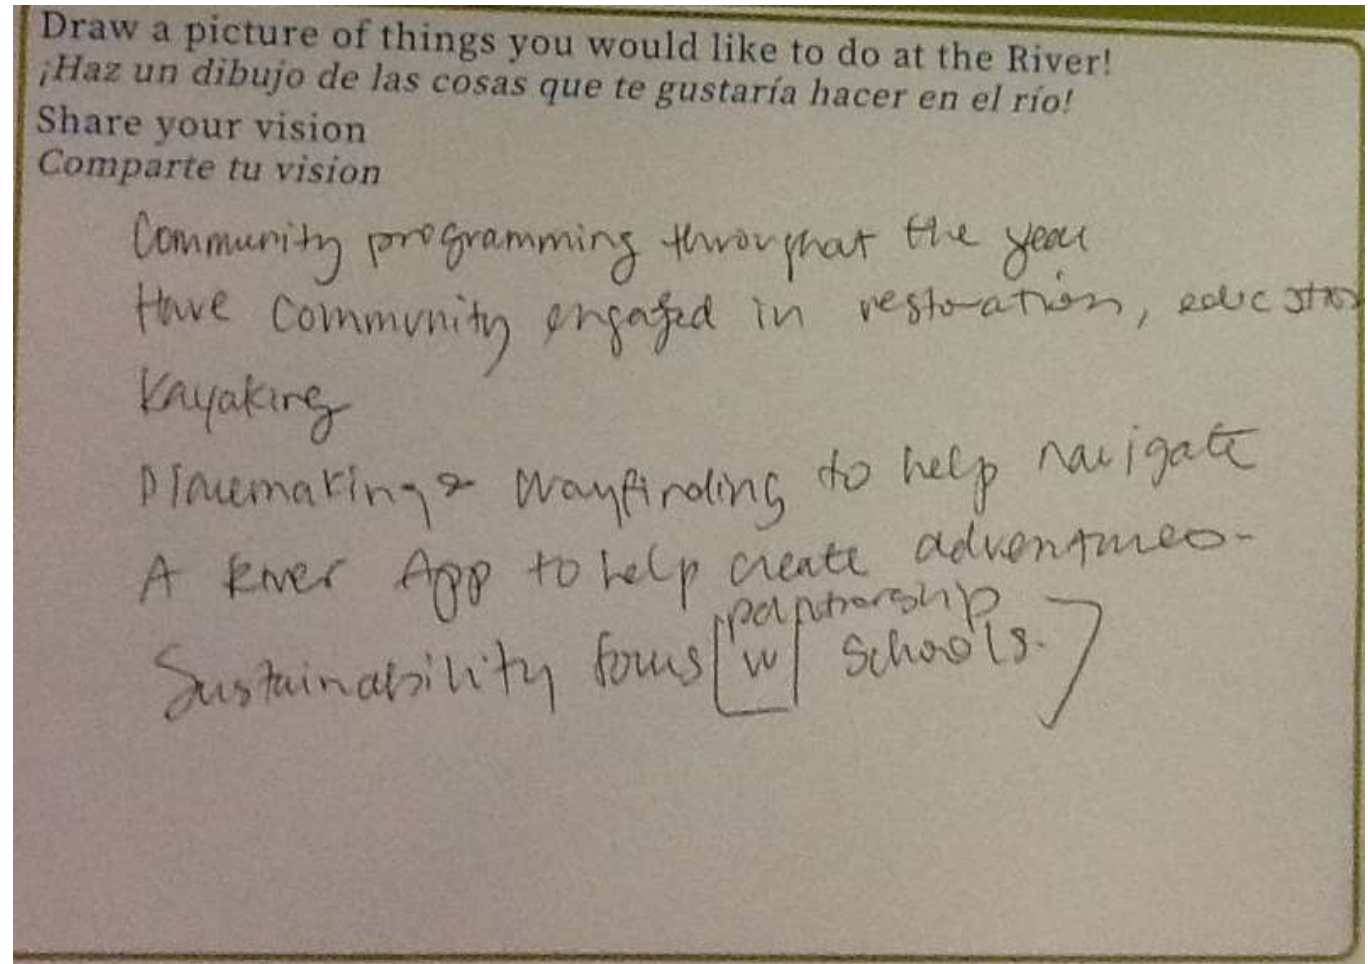 Draw a picture of things you would like to do at the River!
¡Haz un dibujo de las cosas que te gustaría hacer en el río!
Share your vision
Comparte tu vision
Community programming throughout the year
Have Community engaged in restoration, education
Kayaking
Placemaking & wayfinding to help navigate
A River App to help create adventures-
partnership
Sustainability focus [w/ schools.]